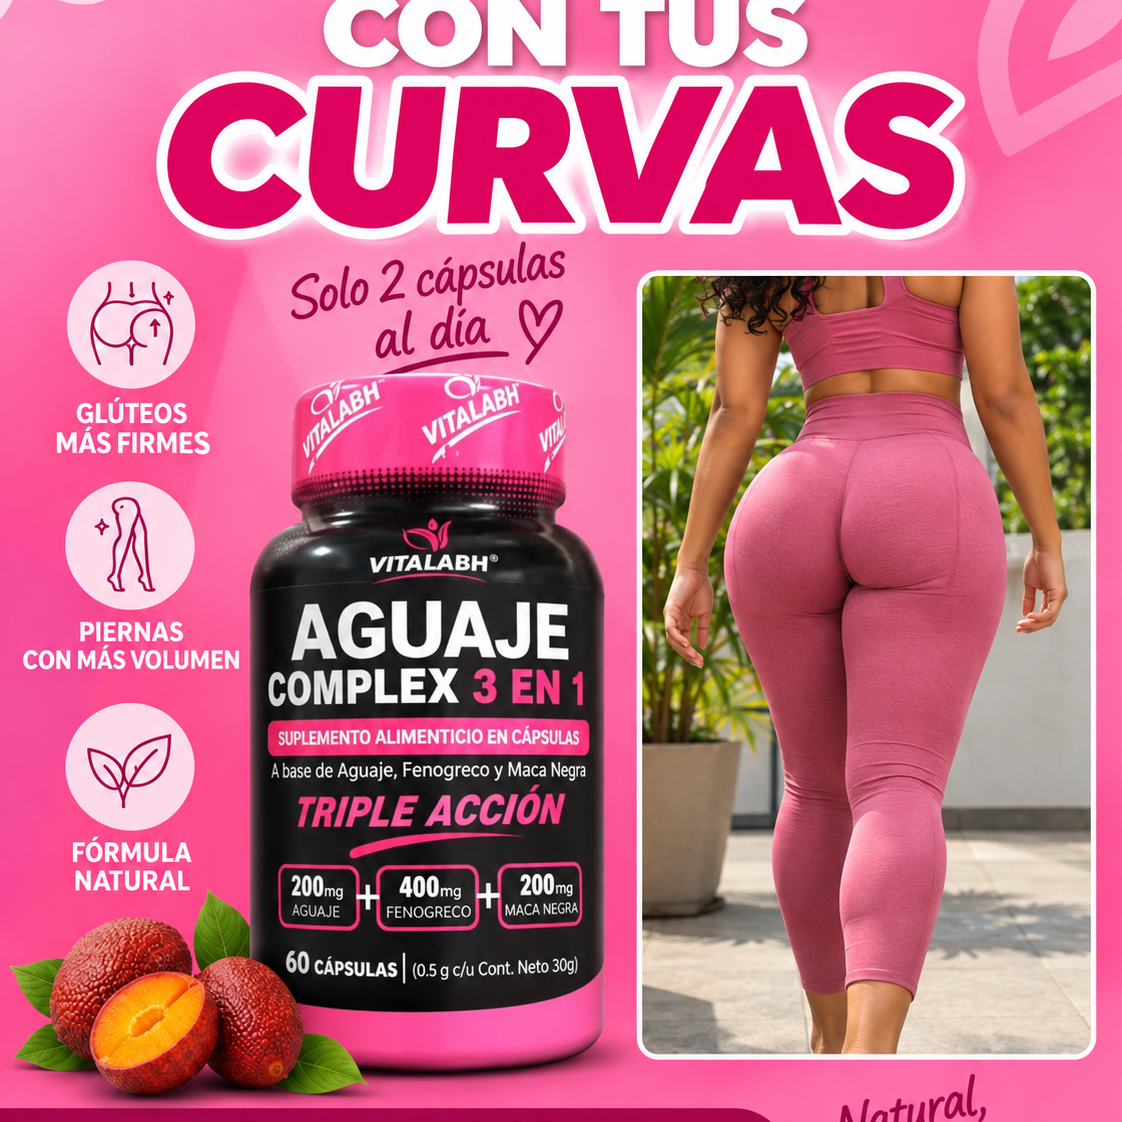 CON TUS
CURVAS
Solo 2 cápsulas
al día
GLÚTEOS
MÁS FIRMES
PIERNAS
CON MÁS VOLUMEN
FÓRMULA
NATURAL
VITALABH
VITALABH
VITAL
VITALABH®
AGUAJE
COMPLEX 3 EN 1
SUPLEMENTO ALIMENTICIO EN CÁPSULAS
A base de Aguaje, Fenogreco y Maca Negra
TRIPLE ACCIÓN
200mg + 400mg + 200mg
AGUAJE FENOGRECO MACA NEGRA
60 CÁPSULAS | (0.5 g c/u Cont. Neto 30g)
Natural,